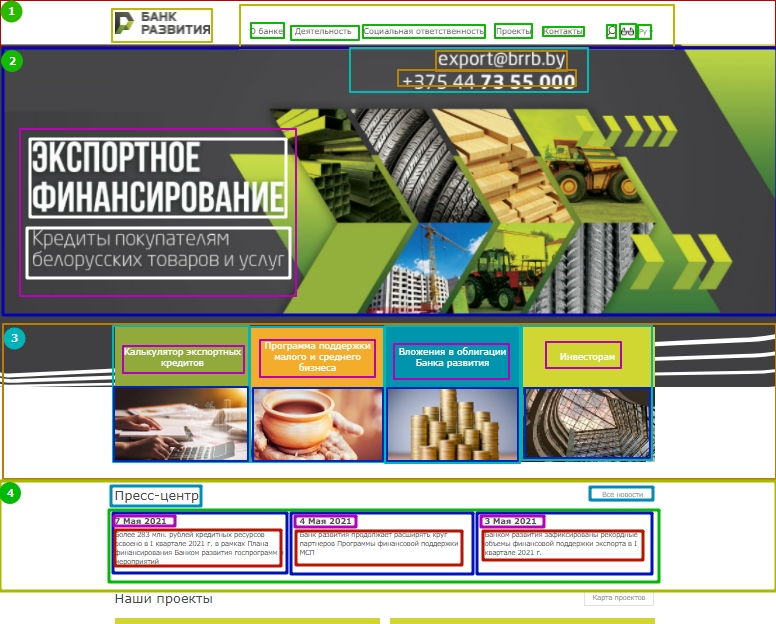 1
БАНК
РАЗВИТИЯ
О банке Деятельность Социальная ответственность Проекты Контакты Ру
2
export@brrb.by
+375 44 73 55 000
ЭКСПОРТНОЕ
ФИНАНСИРОВАНИЕ
Кредиты покупателям
белорусских товаров и услуг
3
Калькулятор экспортных
кредитов
Программа поддержки
малого и среднего
бизнеса
Вложения в облигации
Банка развития
Инвесторам
4
Пресс-центр
Все новости
7 Мая 2021
Более 283 млн. рублей кредитных ресурсов
освоено в I квартале 2021 г. в рамках Плана
финансирования Банком развития госпрограмм и
мероприятий
4 Мая 2021
Банк развития продолжает расширять круг
партнеров Программы финансовой поддержки
МСП
3 Мая 2021
Банком развития зафиксированы рекордные
объемы финансовой поддержки экспорта в I
квартале 2021 г.
Наши проекты
Карта проектов